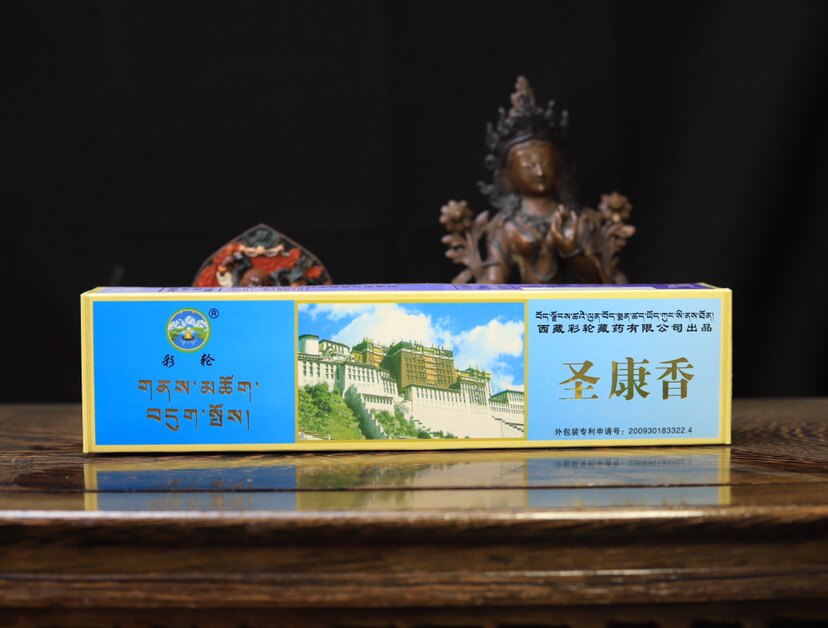 ®
彩 轮
གནས་མཆོག་
བདུག་སྤོས།
西藏彩轮藏药有限公司出品
圣康香
外包装专利申请号：200930183322.4